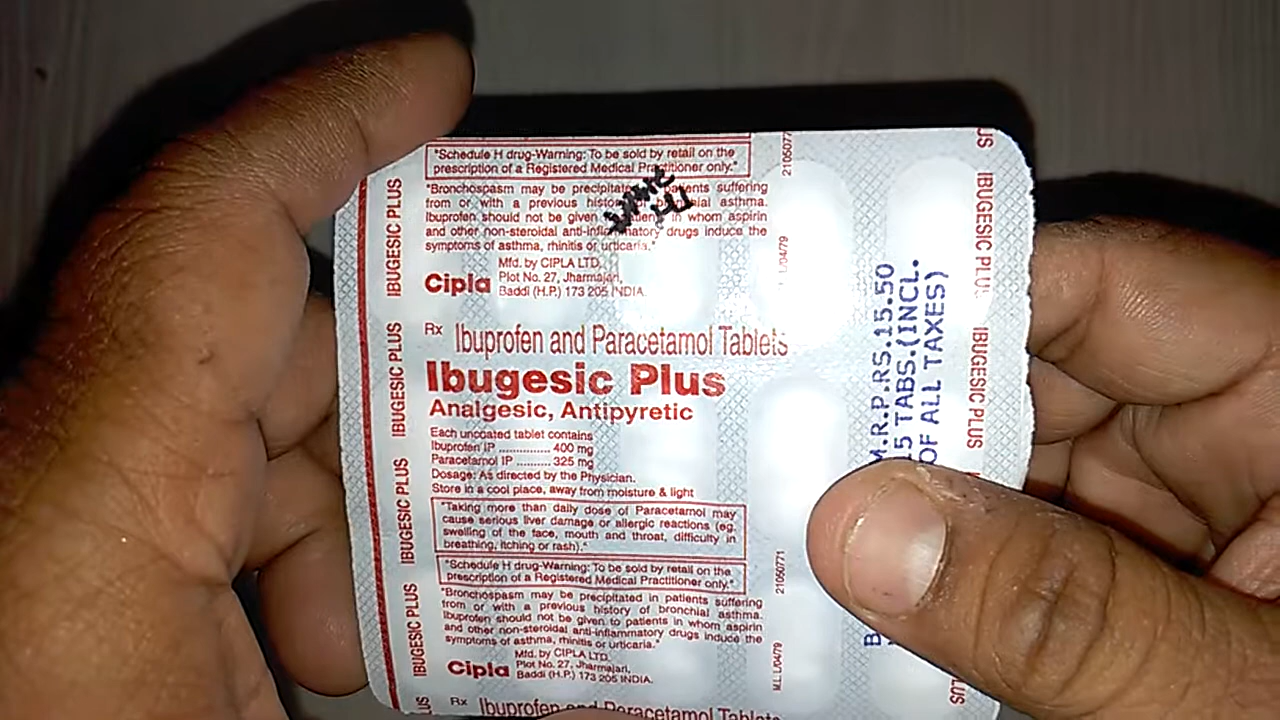 "Schedule H drug-Warning: To be sold by retail on the
prescription of a Registered Medical Practitioner only."
"Bronchospasm may be precipitated patients suffering
from or with a previous history bronchial asthma.
Ibuprofen should not be given patients in whom aspirin
and other non-steroidal anti-inflammatory drugs induce the
symptoms of asthma, rhinitis or urticaria."
Cipla
Mfd. by CIPLA LTD.
Plot No. 27, Jharmajari,
Baddi (H.P.) 173 205 INDIA.
Rx Ibuprofen and Paracetamol Tablets
Ibugesic Plus
Analgesic, Antipyretic
Each uncoated tablet contains
Ibuprofen IP ............... 400 mg
Paracetamol IP .......... 325 mg
Dosage: As directed by the Physician.
Store in a cool place, away from moisture & light
"Taking more than daily dose of Paracetamol may
cause serious liver damage or allergic reactions (eg.
swelling of the face, mouth and throat, difficulty in
breathing, itching or rash)."
"Schedule H drug-Warning: To be sold by retail on the
prescription of a Registered Medical Practitioner only."
"Bronchospasm may be precipitated in patients suffering
from or with a previous history of bronchial asthma.
Ibuprofen should not be given to patients in whom aspirin
and other non-steroidal anti-inflammatory drugs induce the
symptoms of asthma, rhinitis or urticaria."
Cipla
Mfd. by CIPLA LTD.
Plot No. 27, Jharmajari,
Baddi (H.P.) 173 205 INDIA.
Rx Ibuprofen and Paracetamol Tablets
IBUGESIC PLUS
IBUGESIC PLUS
IBUGESIC PLUS
IBUGESIC PLUS
US
2105077
L/04/79
21050771
M.L. L/04/79
M.R.P.RS.15.50
15 TABS.(INCL.
OF ALL TAXES)
B
US
IBUGESIC PLUS
IBUGESIC PLUS
LUS